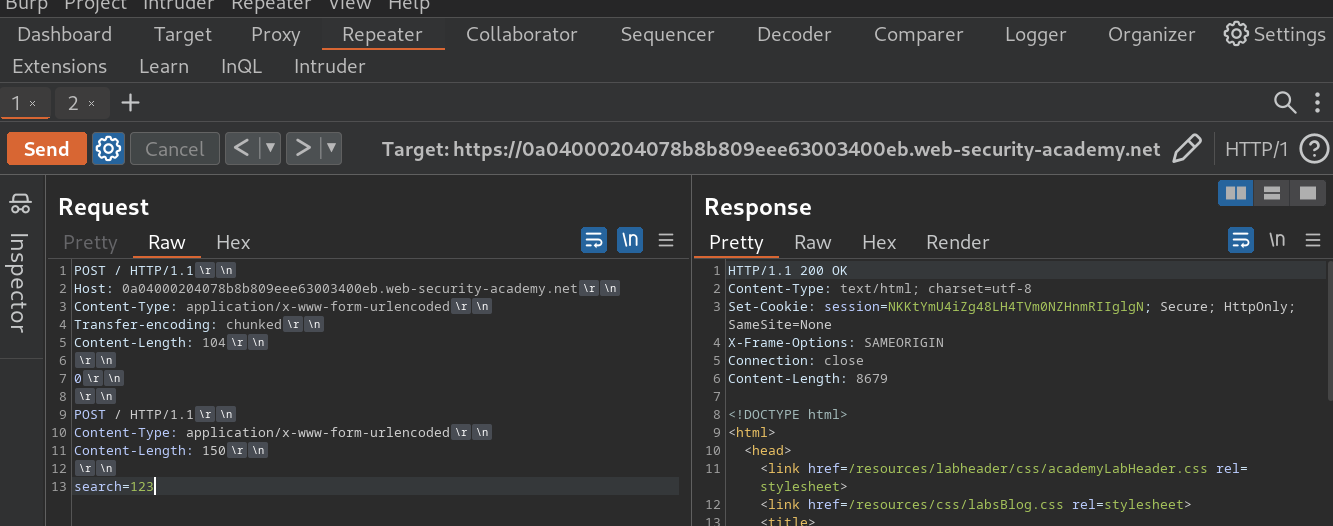 Burp Project Intruder Repeater View Help
Dashboard Target Proxy Repeater Collaborator Sequencer Decoder Comparer Logger Organizer Settings
Extensions Learn InQL Intruder
1 × 2 × +
Send Cancel < ▼ > ▼ Target: https://0a04000204078b8b809eee63003400eb.web-security-academy.net HTTP/1 ?
Inspector
Request
Pretty Raw Hex \n
1 POST / HTTP/1.1 \r \n
2 Host: 0a04000204078b8b809eee63003400eb.web-security-academy.net \r \n
3 Content-Type: application/x-www-form-urlencoded \r \n
4 Transfer-encoding: chunked \r \n
5 Content-Length: 104 \r \n
6 \r \n
7 0 \r \n
8 \r \n
9 POST / HTTP/1.1 \r \n
10 Content-Type: application/x-www-form-urlencoded \r \n
11 Content-Length: 150 \r \n
12 \r \n
13 search=123
Response
Pretty Raw Hex Render \n
1 HTTP/1.1 200 OK
2 Content-Type: text/html; charset=utf-8
3 Set-Cookie: session=NKKtYmU4iZg48LH4TVm0NZHnmRIIglgN; Secure; HttpOnly;
SameSite=None
4 X-Frame-Options: SAMEORIGIN
5 Connection: close
6 Content-Length: 8679
7
8 <!DOCTYPE html>
9 <html>
10 <head>
11 <link href=/resources/labheader/css/academyLabHeader.css rel=
stylesheet>
12 <link href=/resources/css/labsBlog.css rel=stylesheet>
13 <title>